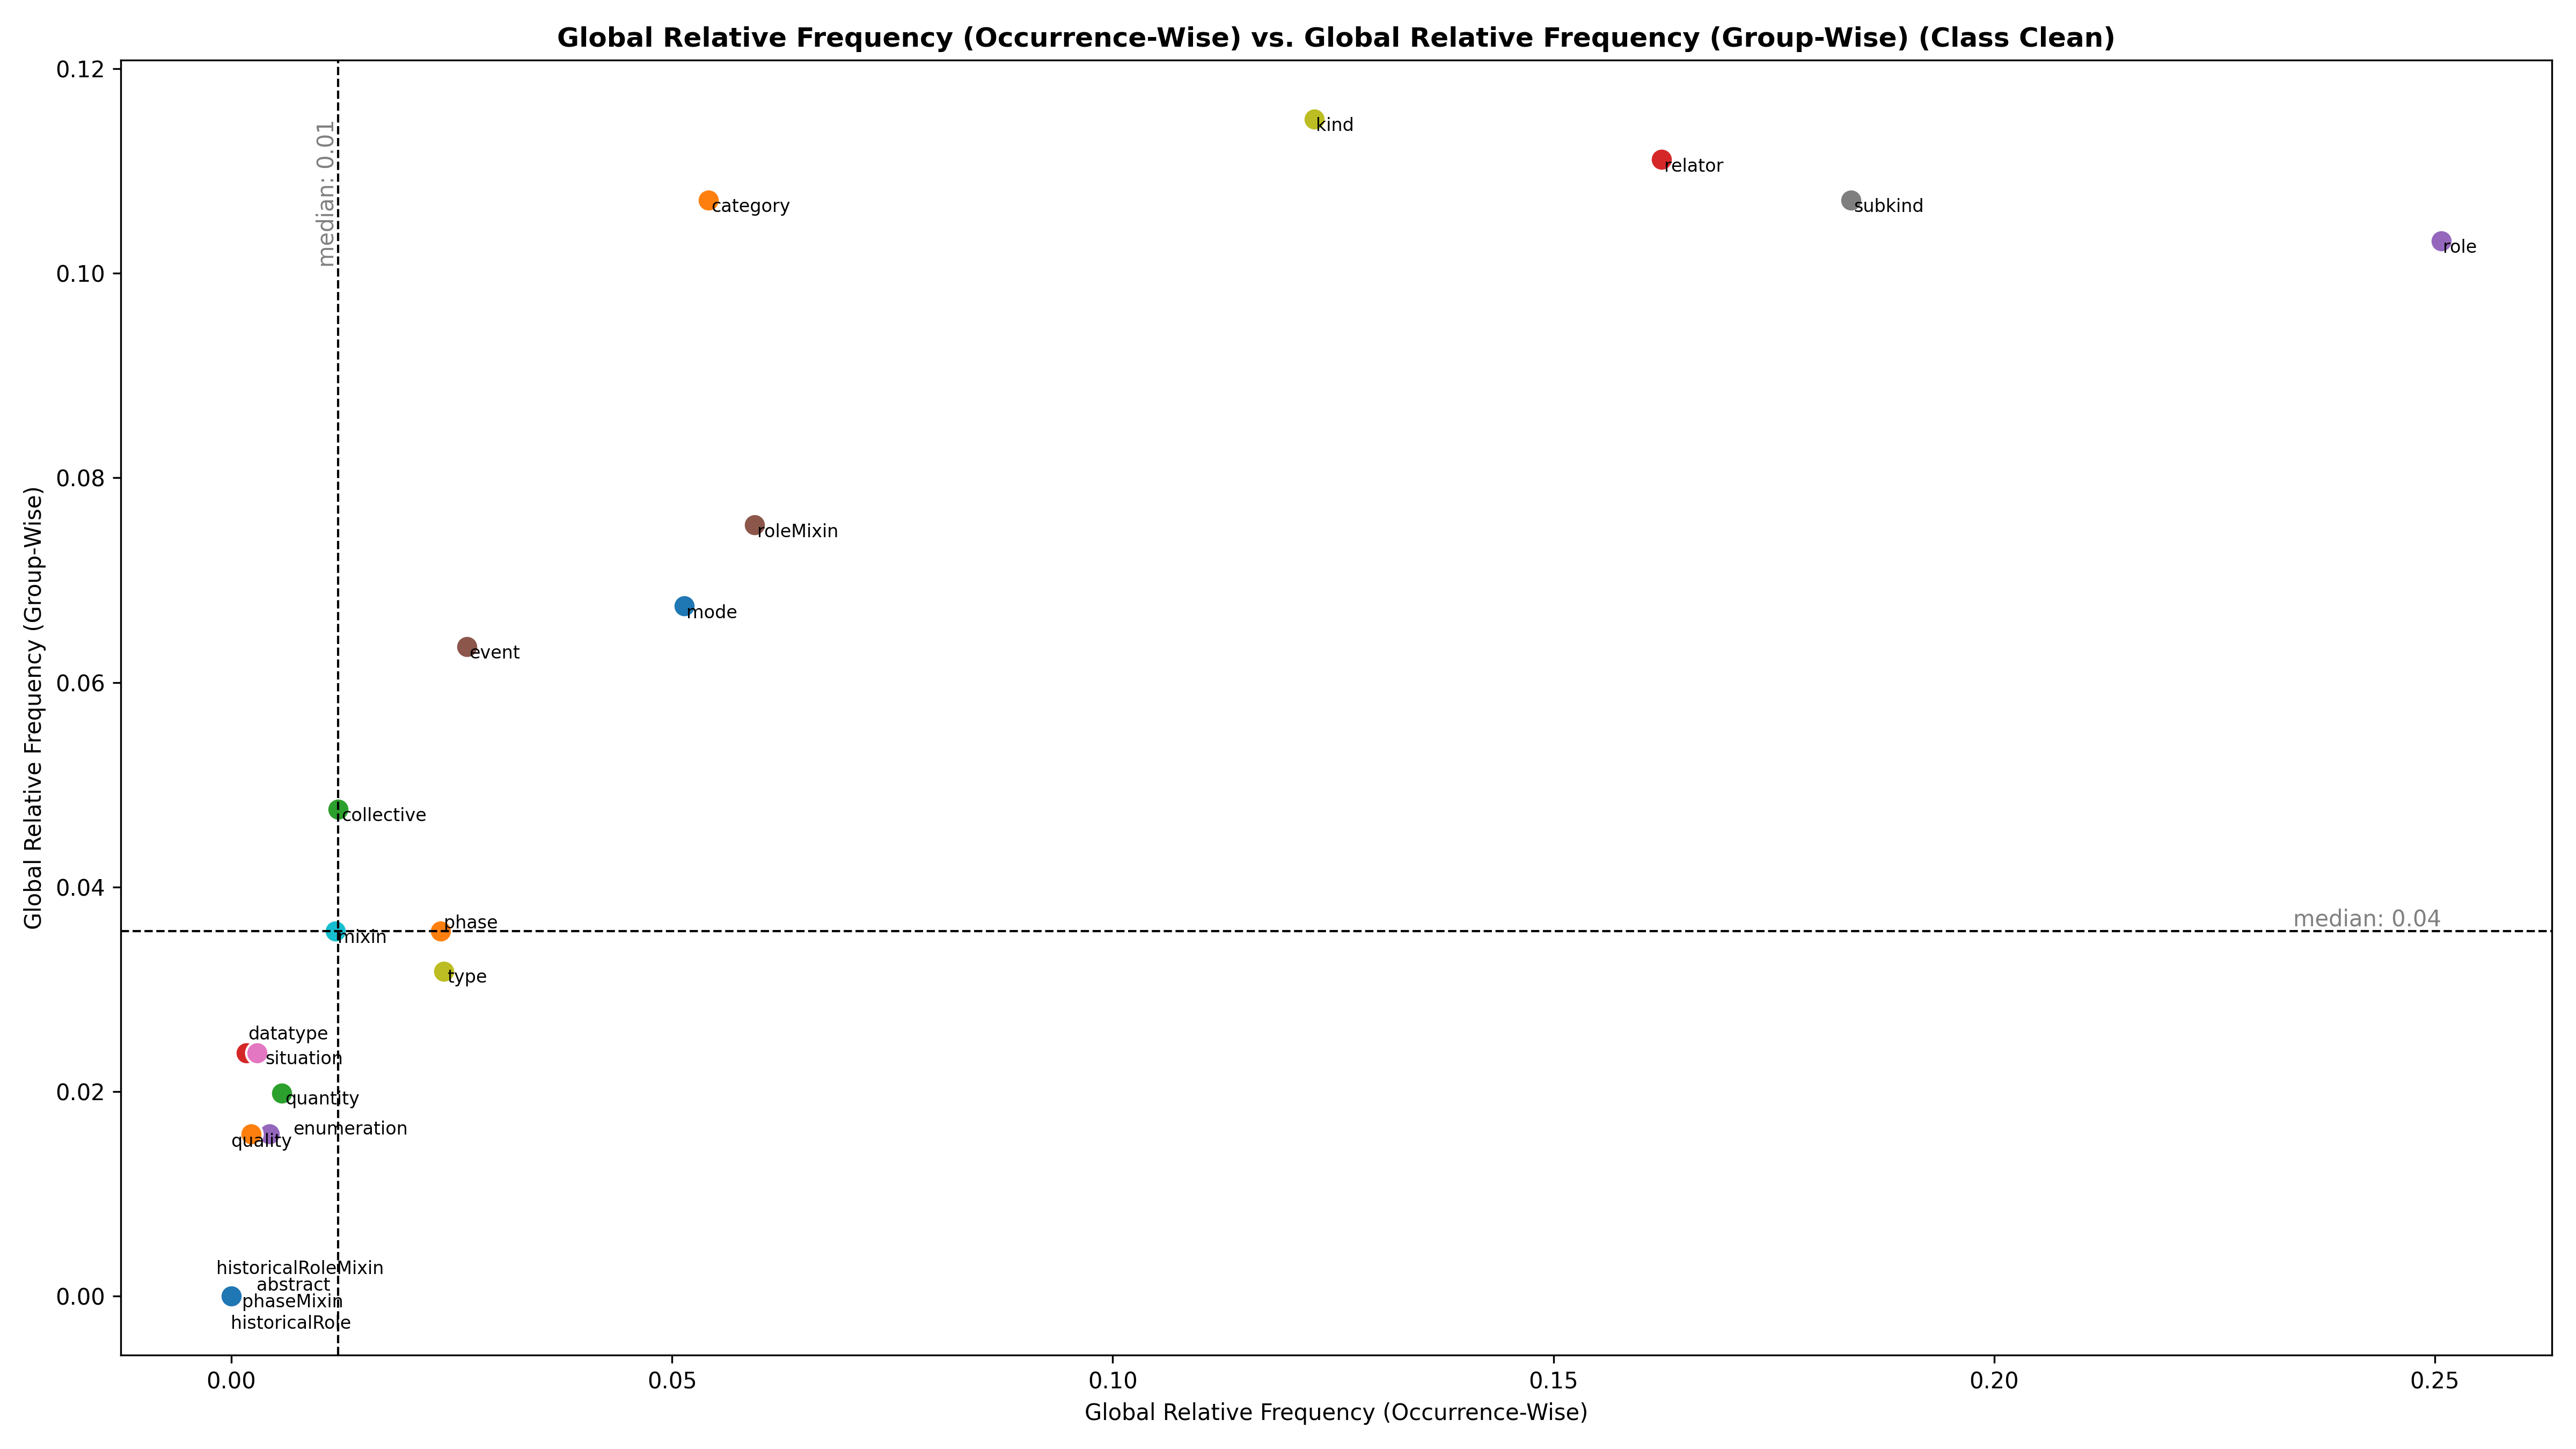 Global Relative Frequency (Occurrence-Wise) vs. Global Relative Frequency (Group-Wise) (Class Clean)
0.12
0.10
0.08
0.06
0.04
0.02
0.00
Global Relative Frequency (Group-Wise)
median: 0.01
kind
relator
category
subkind
role
roleMixin
mode
event
collective
median: 0.04
phase
mixin
type
datatype
situation
quantity
enumeration
quality
historicalRoleMixin
abstract
phaseMixin
historicalRole
0.00
0.05
0.10
0.15
0.20
0.25
Global Relative Frequency (Occurrence-Wise)